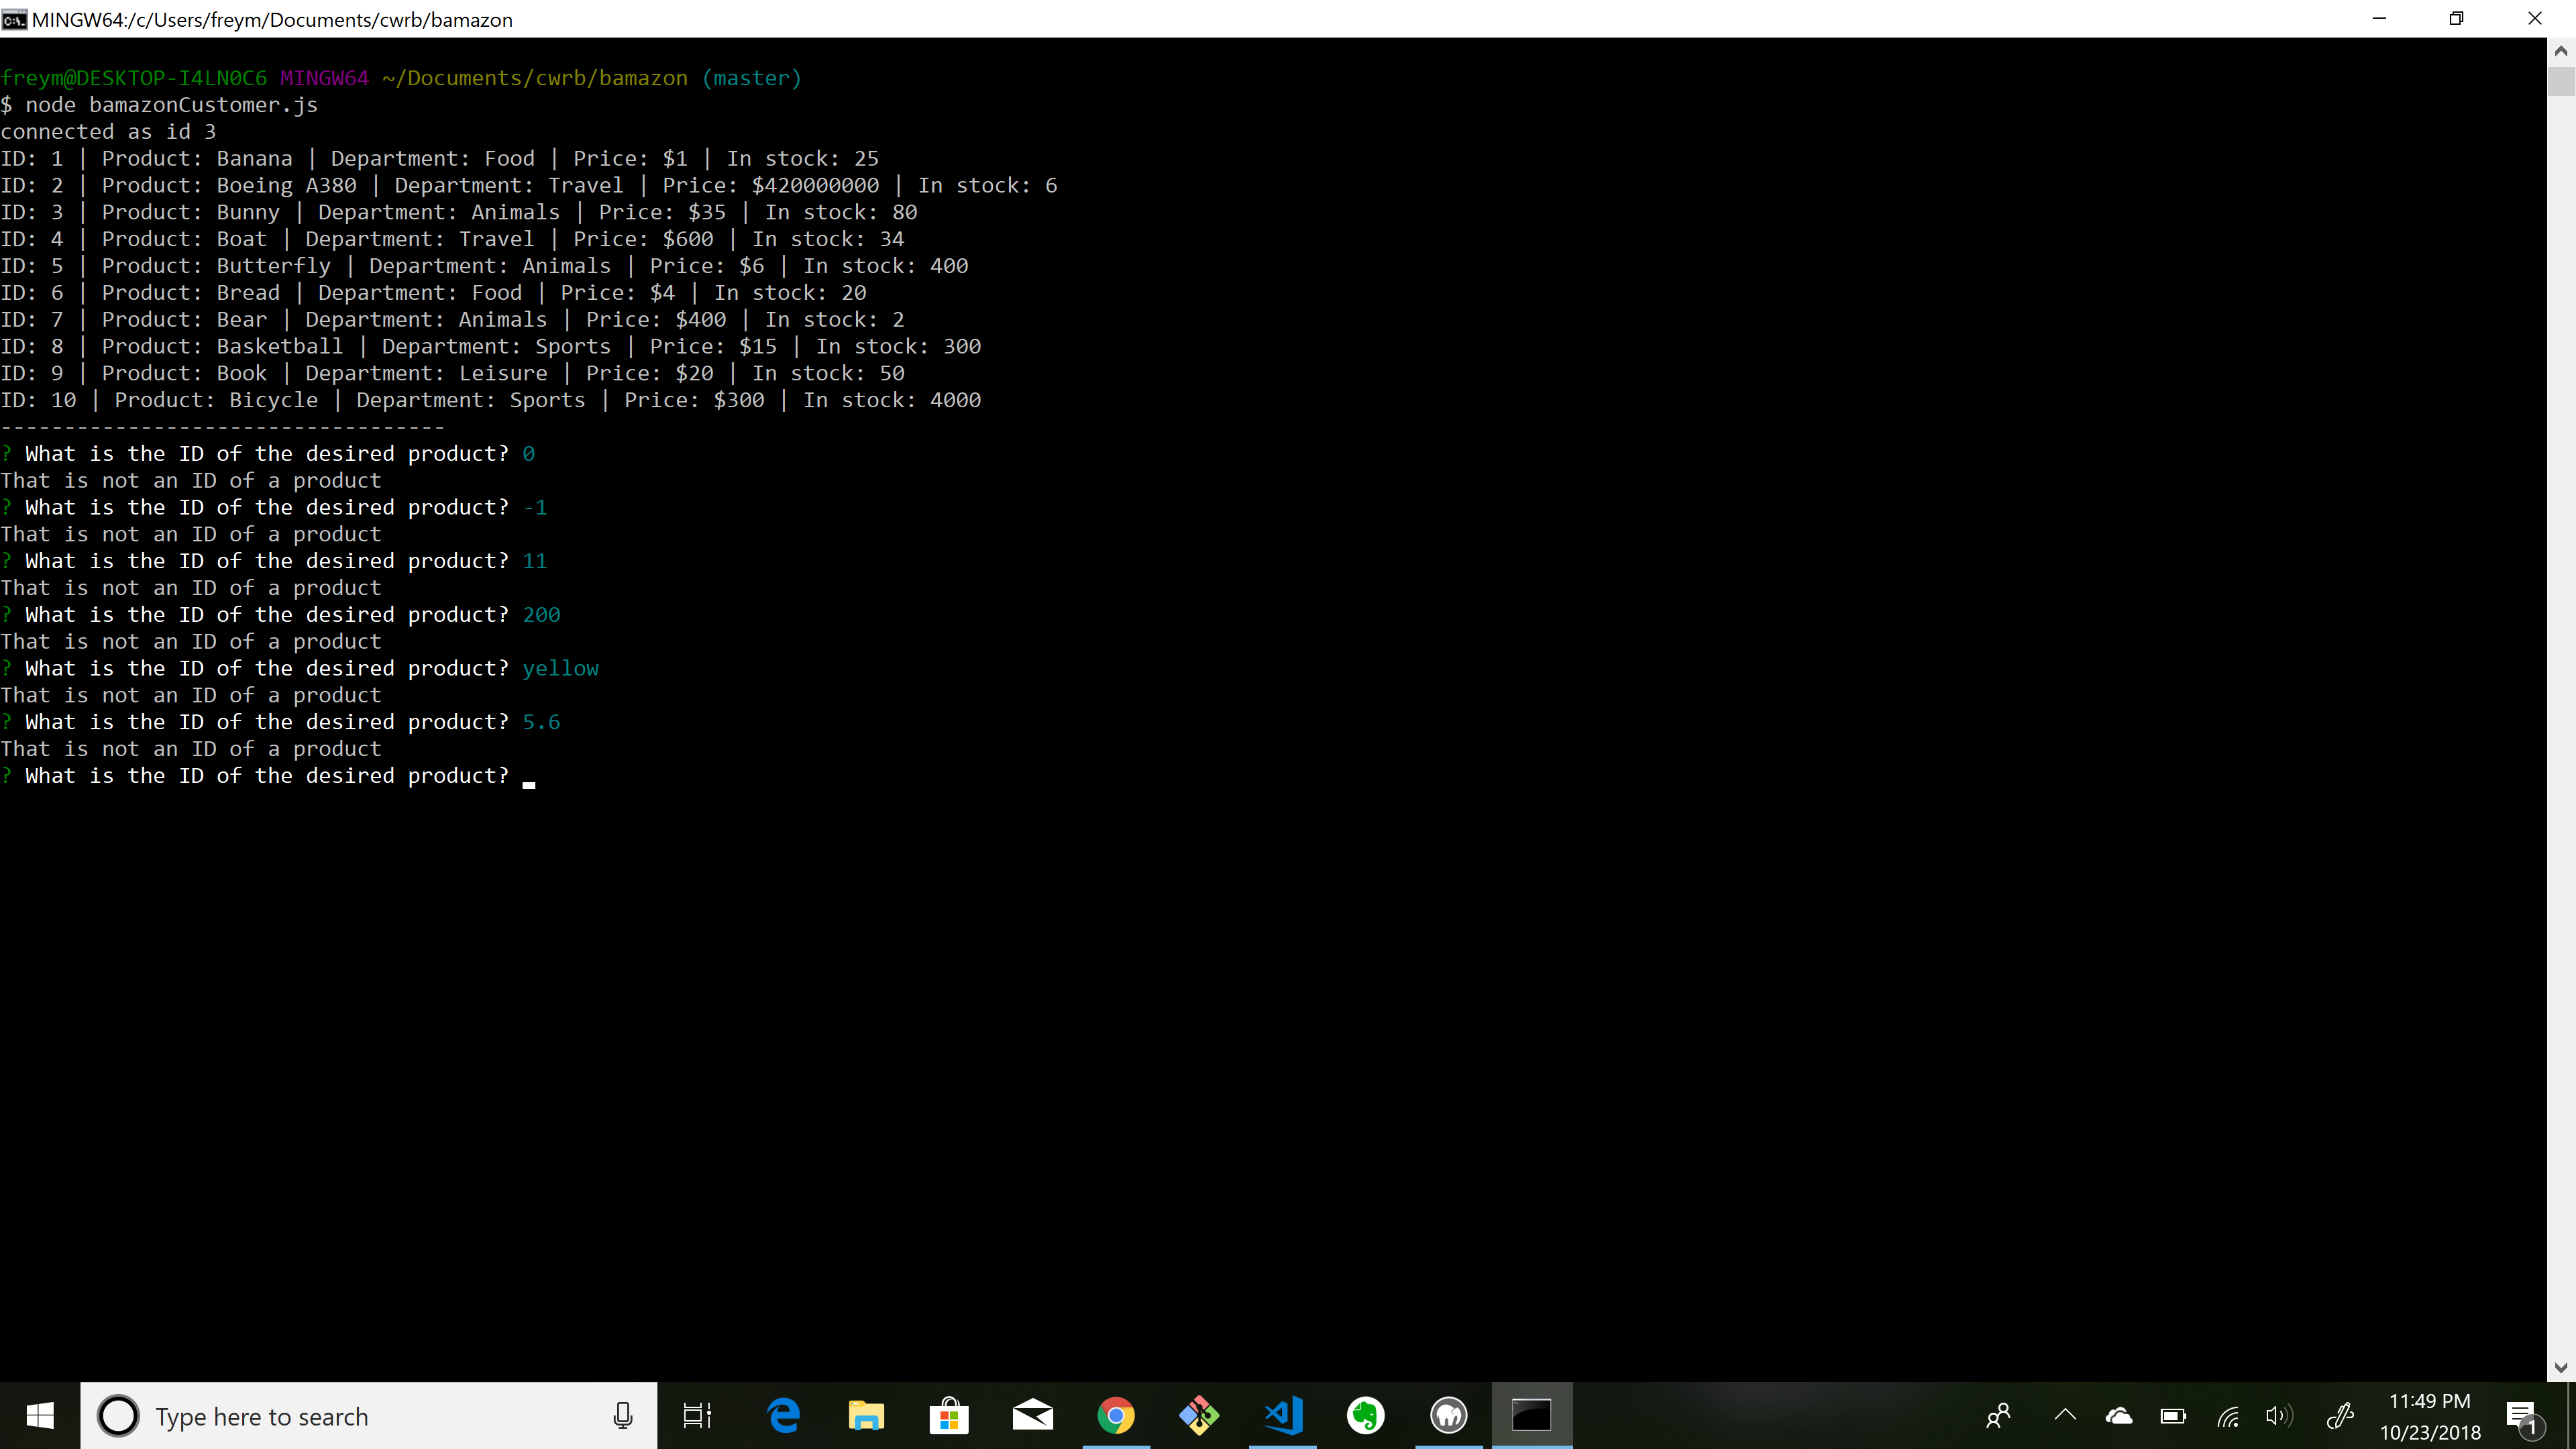 MINGW64:/c/Users/freym/Documents/cwrb/bamazon
freym@DESKTOP-I4LN0C6 MINGW64 ~/Documents/cwrb/bamazon (master)
$ node bamazonCustomer.js
connected as id 3
ID: 1 | Product: Banana | Department: Food | Price: $1 | In stock: 25
ID: 2 | Product: Boeing A380 | Department: Travel | Price: $420000000 | In stock: 6
ID: 3 | Product: Bunny | Department: Animals | Price: $35 | In stock: 80
ID: 4 | Product: Boat | Department: Travel | Price: $600 | In stock: 34
ID: 5 | Product: Butterfly | Department: Animals | Price: $6 | In stock: 400
ID: 6 | Product: Bread | Department: Food | Price: $4 | In stock: 20
ID: 7 | Product: Bear | Department: Animals | Price: $400 | In stock: 2
ID: 8 | Product: Basketball | Department: Sports | Price: $15 | In stock: 300
ID: 9 | Product: Book | Department: Leisure | Price: $20 | In stock: 50
ID: 10 | Product: Bicycle | Department: Sports | Price: $300 | In stock: 4000
-----------------------------------
? What is the ID of the desired product? 0
That is not an ID of a product
? What is the ID of the desired product? -1
That is not an ID of a product
? What is the ID of the desired product? 11
That is not an ID of a product
? What is the ID of the desired product? 200
That is not an ID of a product
? What is the ID of the desired product? yellow
That is not an ID of a product
? What is the ID of the desired product? 5.6
That is not an ID of a product
? What is the ID of the desired product?
Type here to search
11:49 PM
10/23/2018
1